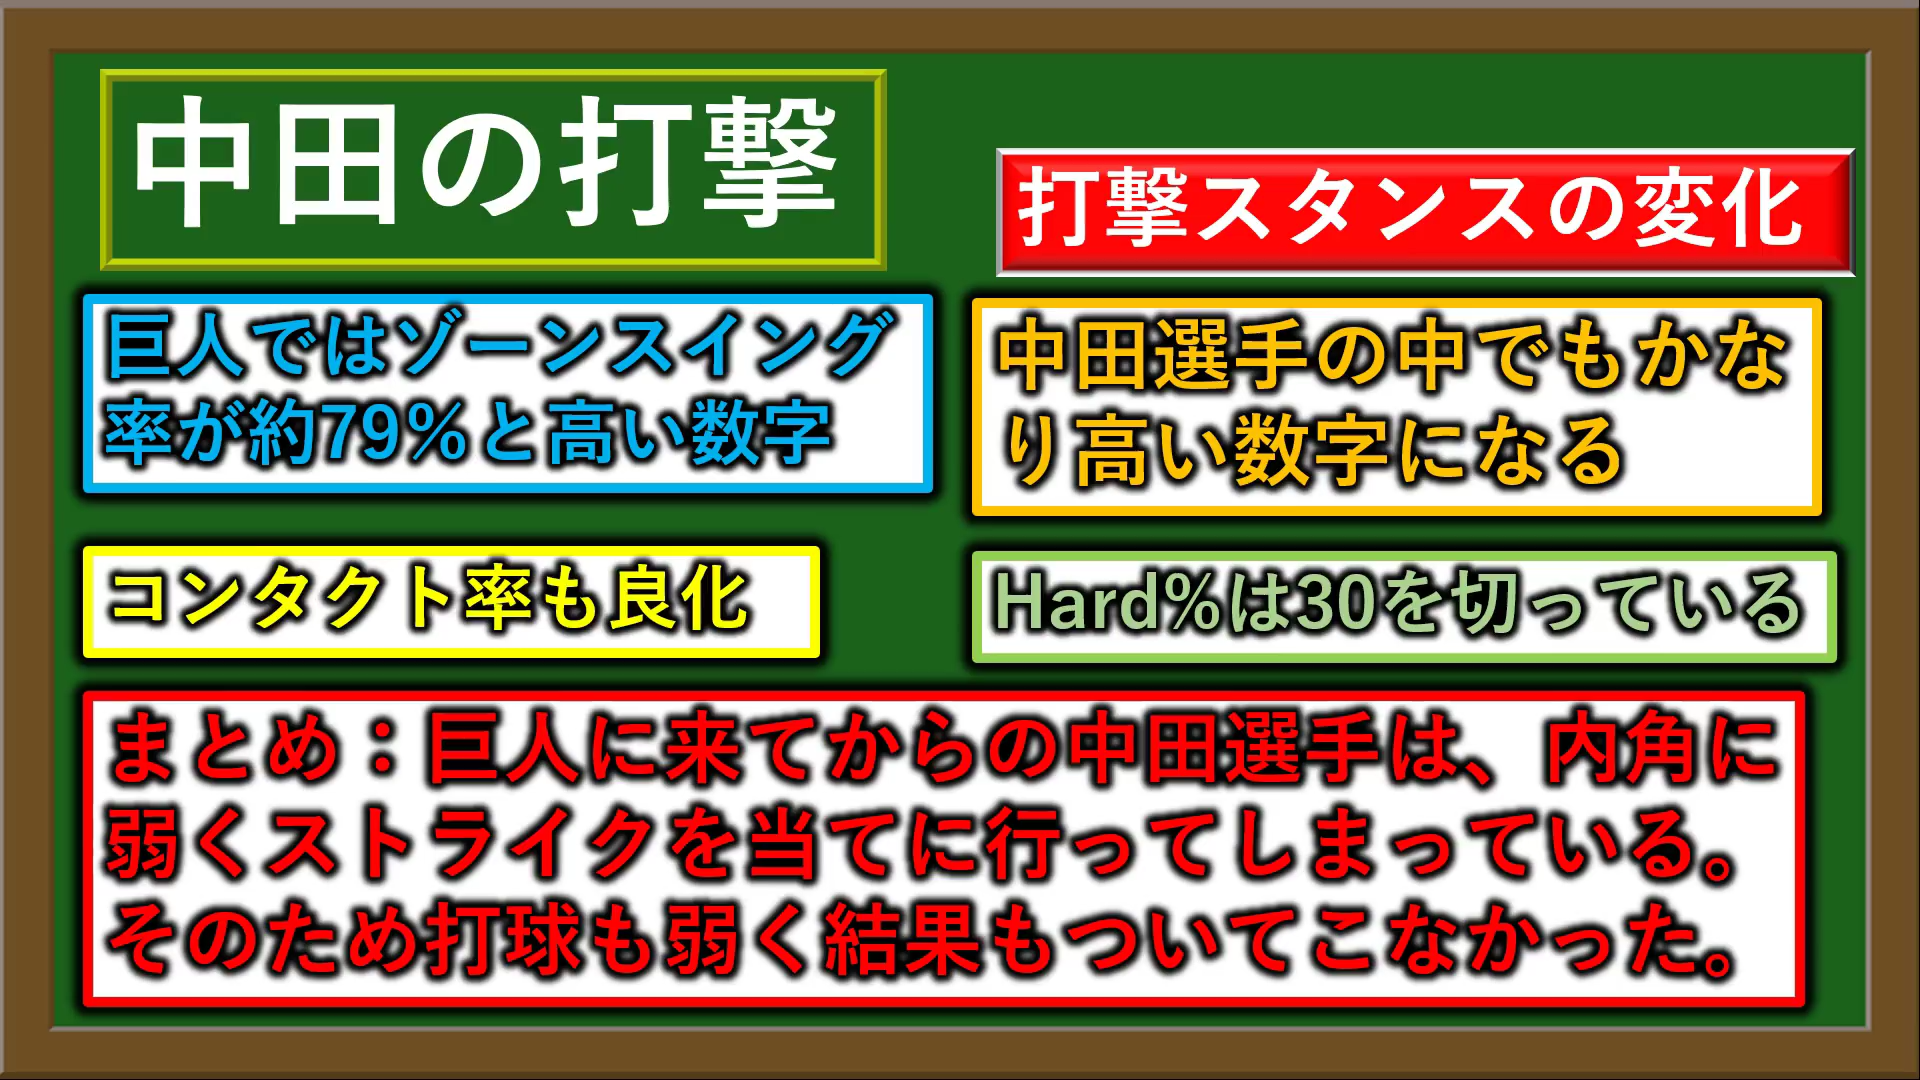 中田の打撃
打撃スタンスの変化
巨人ではゾーンスイング
率が約79%と高い数字
中田選手の中でもかな
り高い数字になる
コンタクト率も良化
Hard%は30を切っている
まとめ：巨人に来てからの中田選手は、内角に
弱くストライクを当てに行ってしまっている。
そのため打球も弱く結果もついてこなかった。